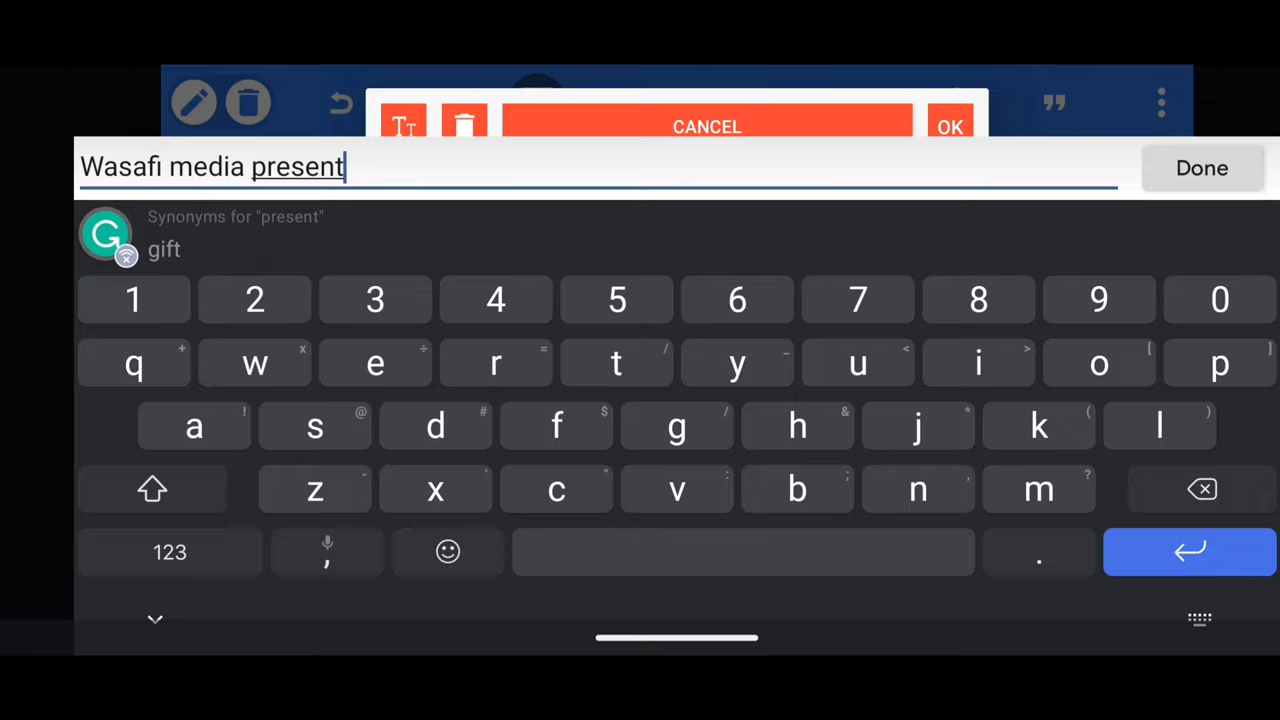 Tт
CANCEL
OK
Wasafi media present
Done
Synonyms for "present"
gift
1 2 3 4 5 6 7 8 9 0
q + w x e ÷ r = t / y _ u < i > o [ p ]
a ! s @ d # f $ g / h & j * k ( l )
z - x ' c " v : b ; n , m ?
123 , .